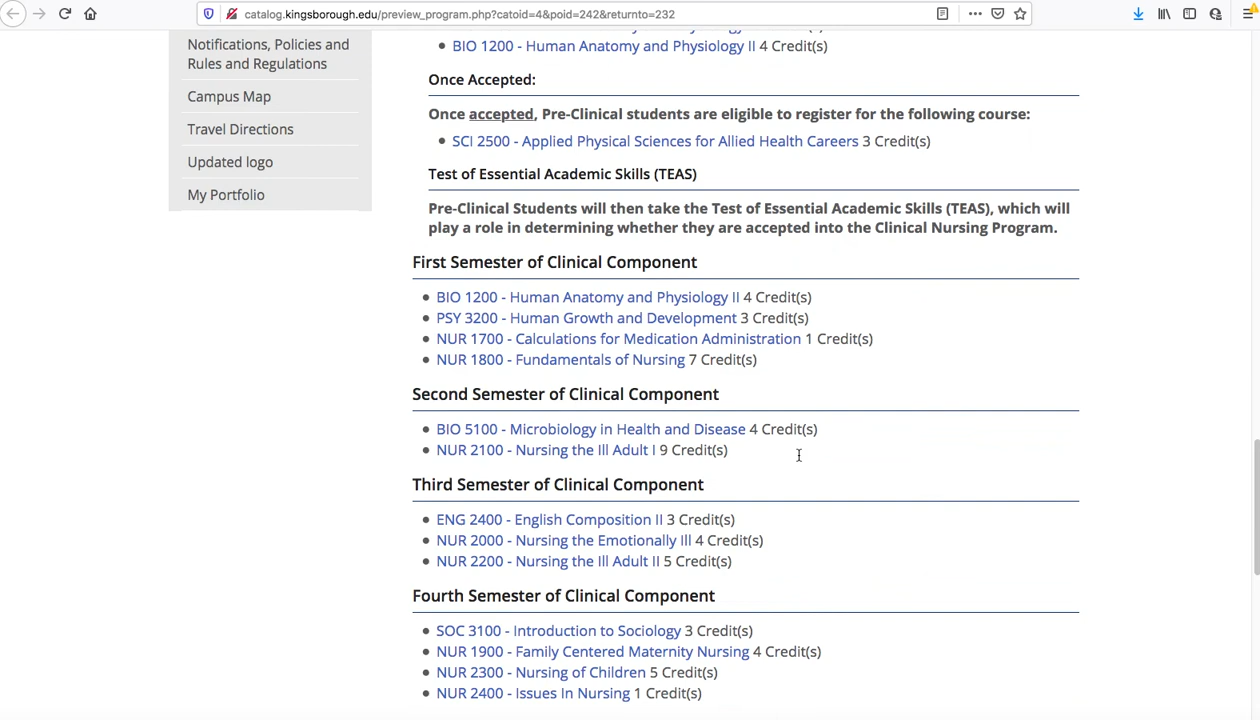 catalog.kingsborough.edu/preview_program.php?catoid=4&poid=242&returnto=232
Notifications, Policies and
Rules and Regulations
Campus Map
Travel Directions
Updated logo
My Portfolio
BIO 1200 - Human Anatomy and Physiology II 4 Credit(s)
Once Accepted:
Once accepted, Pre-Clinical students are eligible to register for the following course:
SCI 2500 - Applied Physical Sciences for Allied Health Careers 3 Credit(s)
Test of Essential Academic Skills (TEAS)
Pre-Clinical Students will then take the Test of Essential Academic Skills (TEAS), which will
play a role in determining whether they are accepted into the Clinical Nursing Program.
First Semester of Clinical Component
BIO 1200 - Human Anatomy and Physiology II 4 Credit(s)
PSY 3200 - Human Growth and Development 3 Credit(s)
NUR 1700 - Calculations for Medication Administration 1 Credit(s)
NUR 1800 - Fundamentals of Nursing 7 Credit(s)
Second Semester of Clinical Component
BIO 5100 - Microbiology in Health and Disease 4 Credit(s)
NUR 2100 - Nursing the Ill Adult I 9 Credit(s)
Third Semester of Clinical Component
ENG 2400 - English Composition II 3 Credit(s)
NUR 2000 - Nursing the Emotionally Ill 4 Credit(s)
NUR 2200 - Nursing the Ill Adult II 5 Credit(s)
Fourth Semester of Clinical Component
SOC 3100 - Introduction to Sociology 3 Credit(s)
NUR 1900 - Family Centered Maternity Nursing 4 Credit(s)
NUR 2300 - Nursing of Children 5 Credit(s)
NUR 2400 - Issues In Nursing 1 Credit(s)